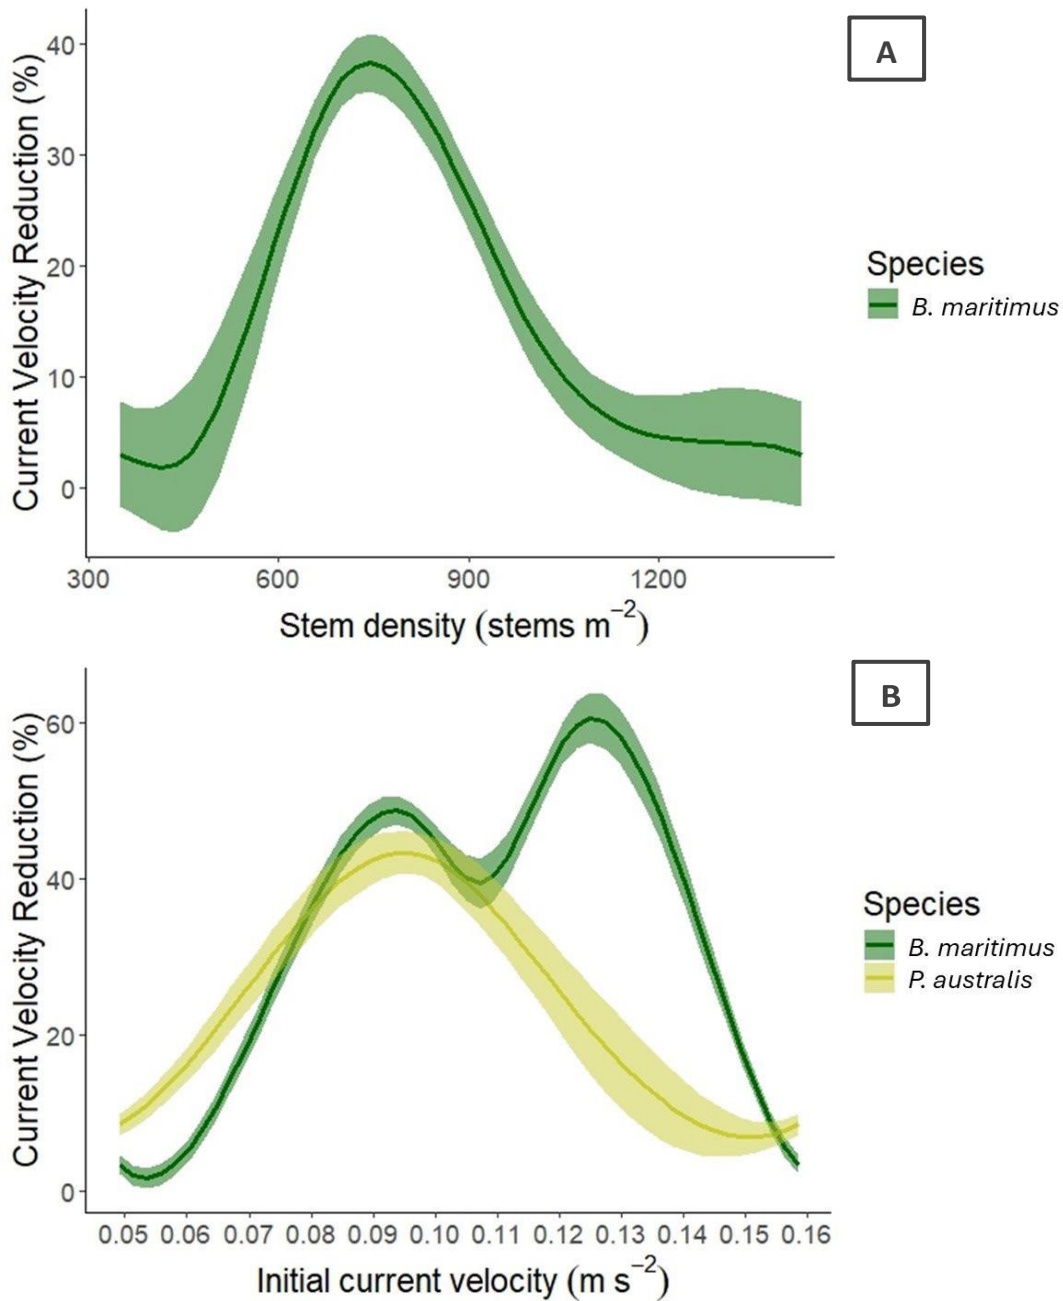 A
Current Velocity Reduction (%)
40
30
20
10
0
300 600 900 1200
Stem density (stems m⁻²)
Species
B. maritimus
B
Current Velocity Reduction (%)
60
40
20
0
0.05 0.06 0.07 0.08 0.09 0.10 0.11 0.12 0.13 0.14 0.15 0.16
Initial current velocity (m s⁻²)
Species
B. maritimus
P. australis